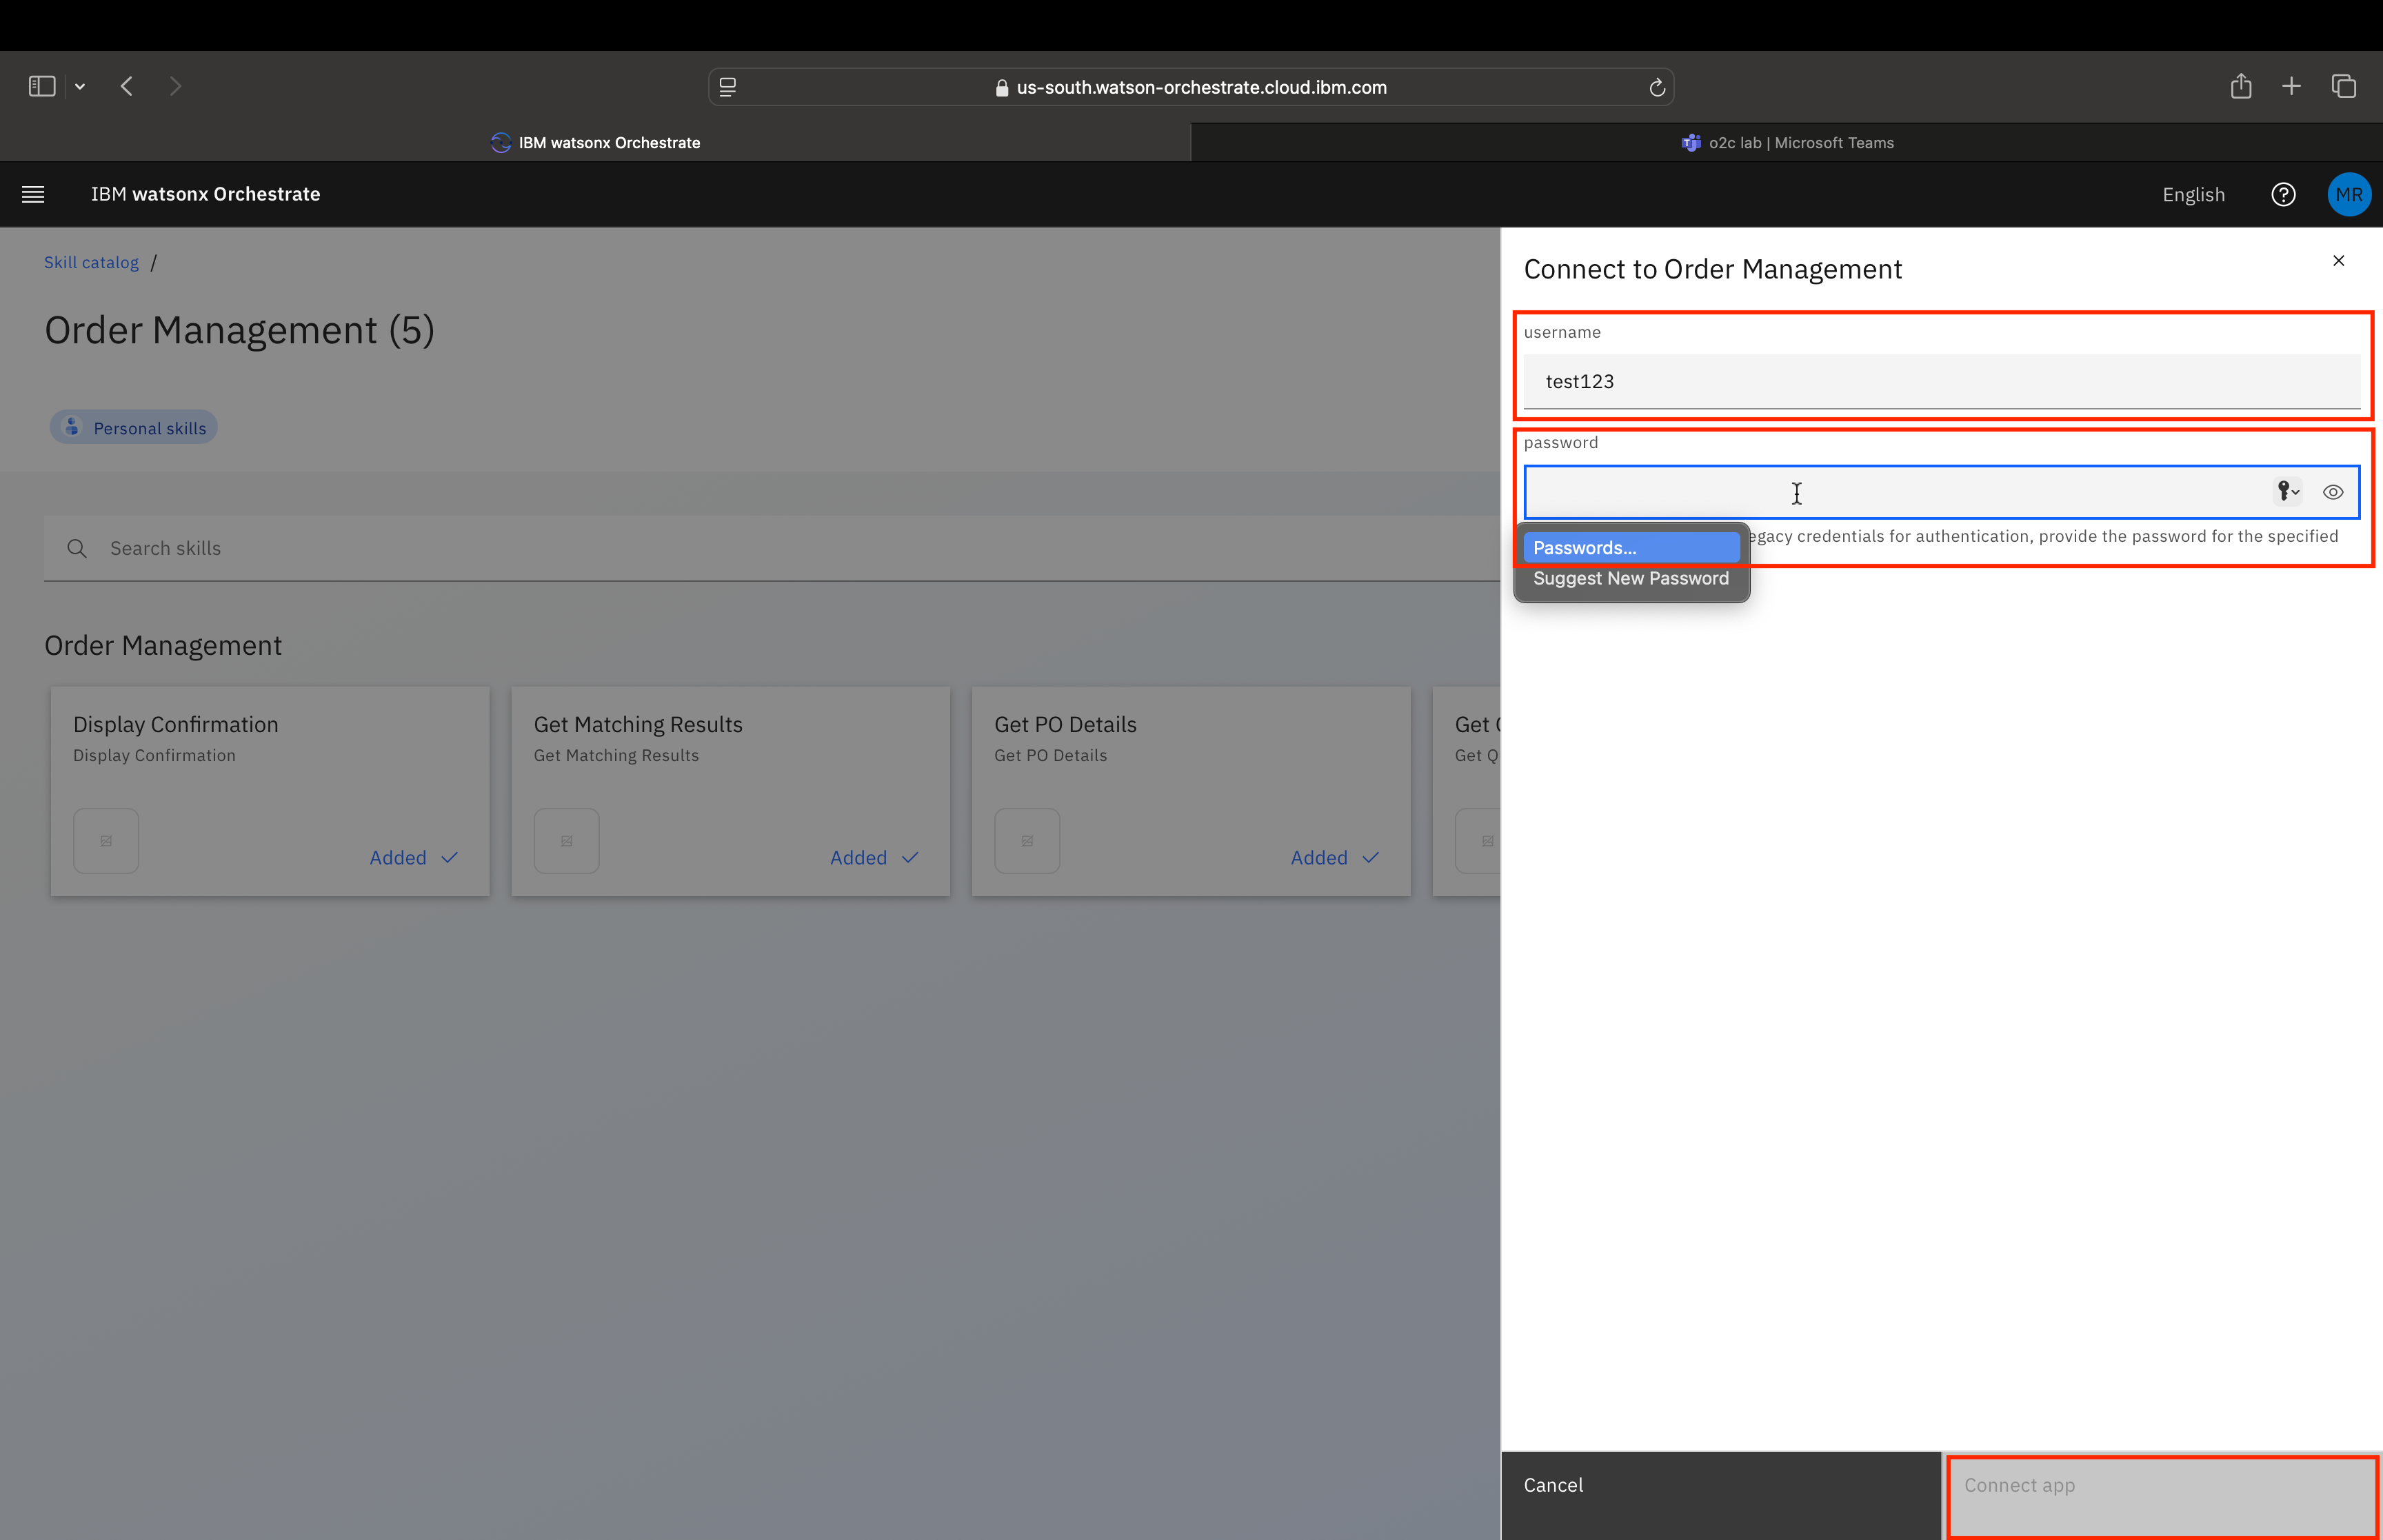 us-south.watson-orchestrate.cloud.ibm.com
IBM watsonx Orchestrate
o2c lab | Microsoft Teams
IBM watsonx Orchestrate
English
MR
Skill catalog /
Order Management (5)
Personal skills
Search skills
Order Management
Display Confirmation
Display Confirmation
Added
Get Matching Results
Get Matching Results
Added
Get PO Details
Get PO Details
Added
Get
Get Q
Connect to Order Management
username
test123
password
egacy credentials for authentication, provide the password for the specified
Passwords...
Suggest New Password
Cancel
Connect app